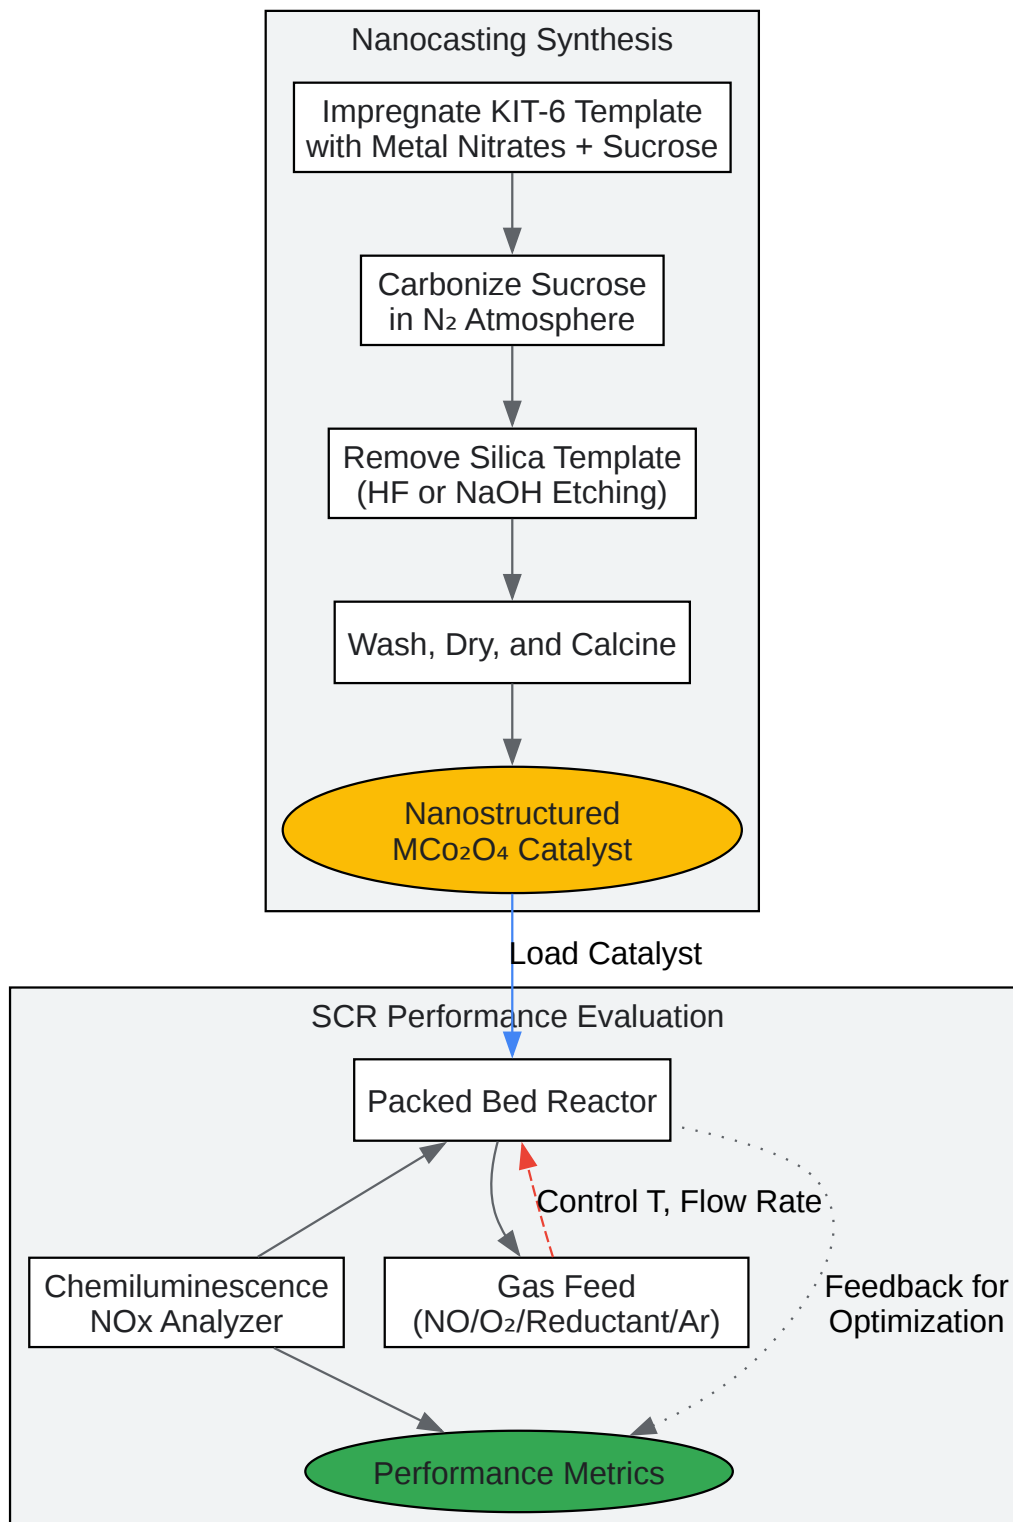 Nanocasting Synthesis
Impregnate KIT-6 Template
with Metal Nitrates + Sucrose
Carbonize Sucrose
in N₂ Atmosphere
Remove Silica Template
(HF or NaOH Etching)
Wash, Dry, and Calcine
Nanostructured
MCo₂O₄ Catalyst
Load Catalyst
SCR Performance Evaluation
Packed Bed Reactor
Control T, Flow Rate
Chemiluminescence
NOx Analyzer
Gas Feed
(NO/O₂/Reductant/Ar)
Feedback for
Optimization
Performance Metrics